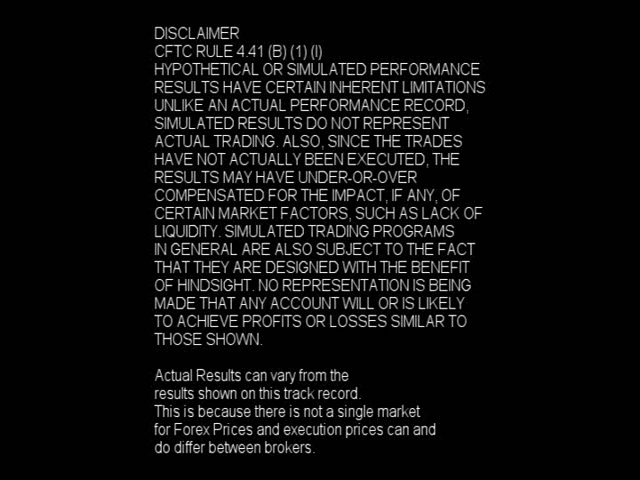 DISCLAIMER
CFTC RULE 4.41 (B) (1) (I)
HYPOTHETICAL OR SIMULATED PERFORMANCE
RESULTS HAVE CERTAIN INHERENT LIMITATIONS
UNLIKE AN ACTUAL PERFORMANCE RECORD,
SIMULATED RESULTS DO NOT REPRESENT
ACTUAL TRADING. ALSO, SINCE THE TRADES
HAVE NOT ACTUALLY BEEN EXECUTED, THE
RESULTS MAY HAVE UNDER-OR-OVER
COMPENSATED FOR THE IMPACT, IF ANY, OF
CERTAIN MARKET FACTORS, SUCH AS LACK OF
LIQUIDITY. SIMULATED TRADING PROGRAMS
IN GENERAL ARE ALSO SUBJECT TO THE FACT
THAT THEY ARE DESIGNED WITH THE BENEFIT
OF HINDSIGHT. NO REPRESENTATION IS BEING
MADE THAT ANY ACCOUNT WILL OR IS LIKELY
TO ACHIEVE PROFITS OR LOSSES SIMILAR TO
THOSE SHOWN.
Actual Results can vary from the
results shown on this track record.
This is because there is not a single market
for Forex Prices and execution prices can and
do differ between brokers.